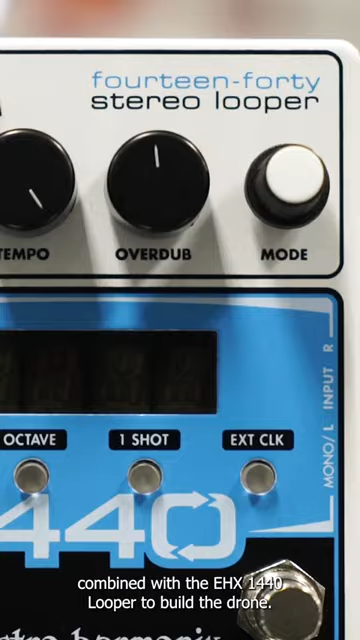 fourteen-forty
stereo looper
TEMPO
OVERDUB
MODE
MONO/L INPUT R
OCTAVE
1 SHOT
EXT CLK
440
combined with the EHX 1440
Looper to build the drone.